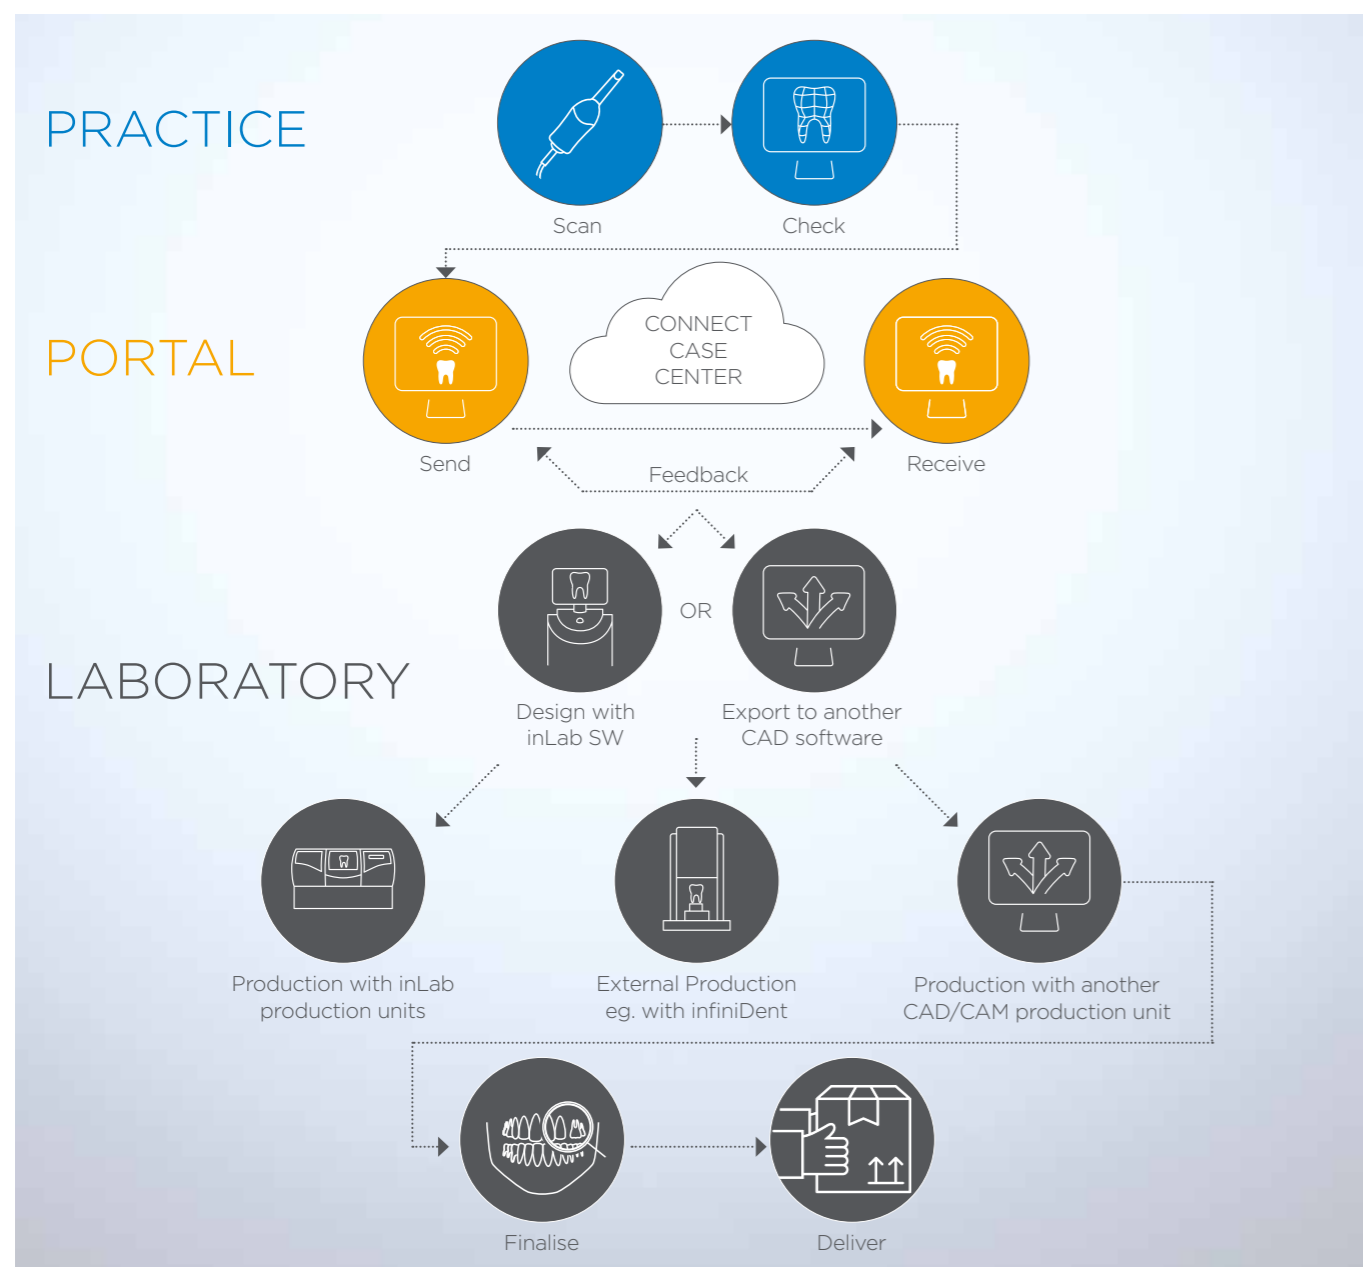 PRACTICE
Scan
Check
PORTAL
CONNECT
CASE
CENTER
Send
Feedback
Receive
LABORATORY
OR
Design with
inLab SW
Export to another
CAD software
Production with inLab
production units
External Production
eg. with infiniDent
Production with another
CAD/CAM production unit
Finalise
Deliver